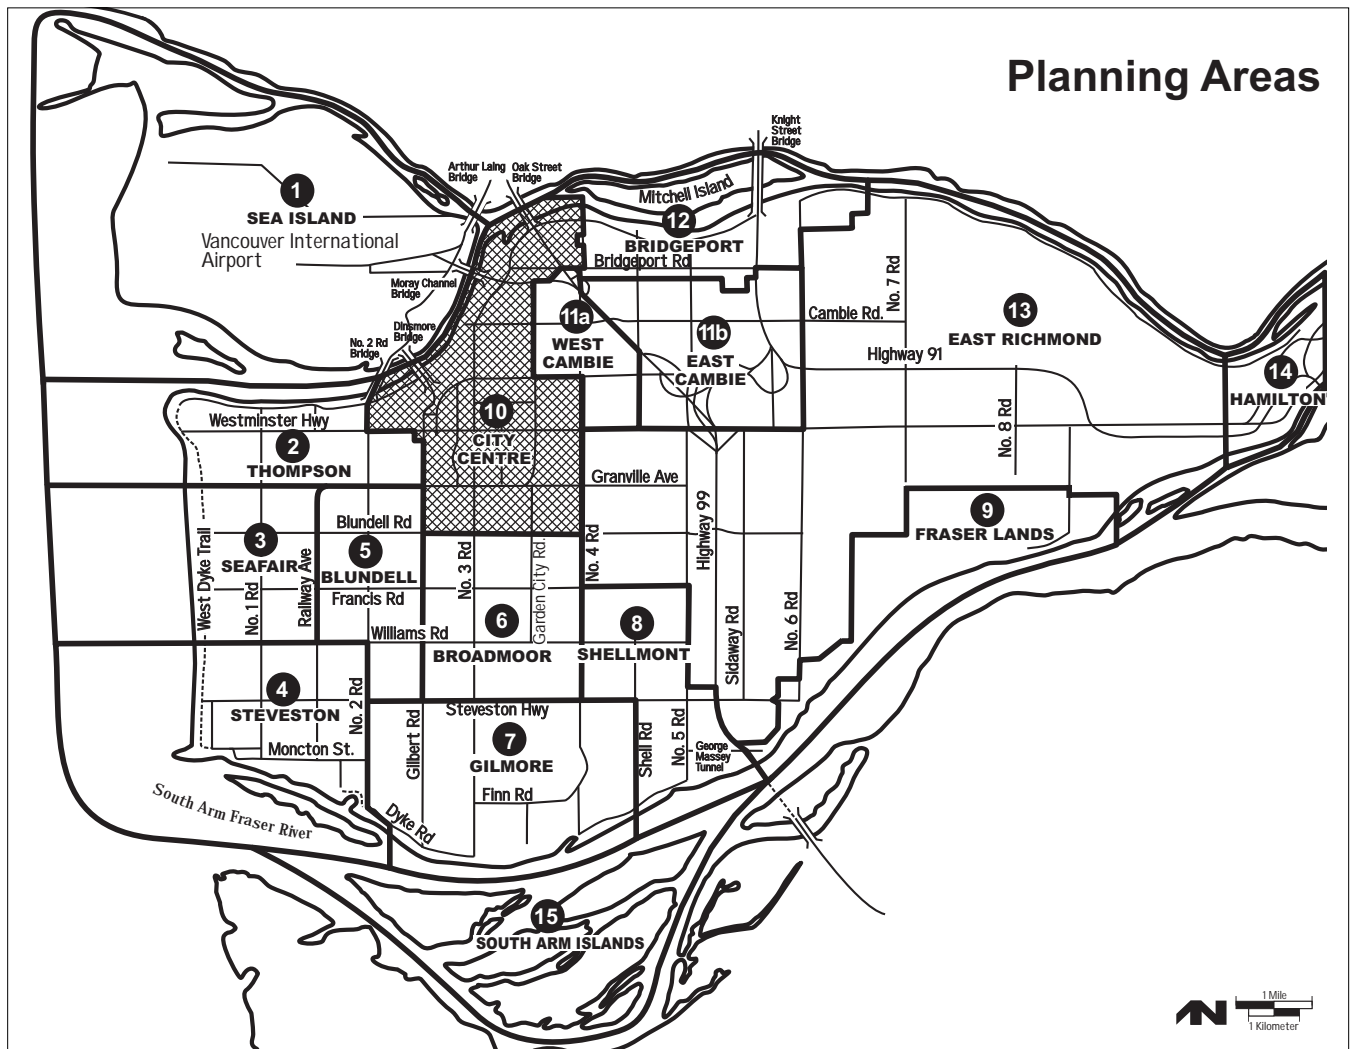 Planning Areas
Knight
Street
Bridge
Arthur Laing
Bridge
Oak Street
Bridge
Mitchell Island
1
SEA ISLAND
Vancouver International
Airport
12
BRIDGEPORT
Bridgeport Rd
Moray Channel
Bridge
No. 7 Rd
Cambie Rd.
13
EAST RICHMOND
11a
WEST
CAMBIE
11b
EAST
CAMBIE
Dinsmore
Bridge
No. 2 Rd
Bridge
Highway 91
14
HAMILTON
10
CITY
CENTRE
Westminster Hwy
2
THOMPSON
No. 8 Rd
Granville Ave
9
FRASER LANDS
Blundell Rd
3
SEAFAIR
5
BLUNDELL
West Dyke Trail
No. 1 Rd
Railway Ave
Francis Rd
No. 3 Rd
Garden City Rd.
No. 4 Rd
Highway 99
Sidaway Rd
No. 6 Rd
6
BROADMOOR
8
SHELLMONT
Williams Rd
4
STEVESTON
No. 2 Rd
Moncton St.
Steveston Hwy
Gilbert Rd
7
GILMORE
Shell Rd
No. 5 Rd
George
Massey
Tunnel
Finn Rd
Dyke Rd
South Arm Fraser River
15
SOUTH ARM ISLANDS
N
1 Mile
1 Kilometer